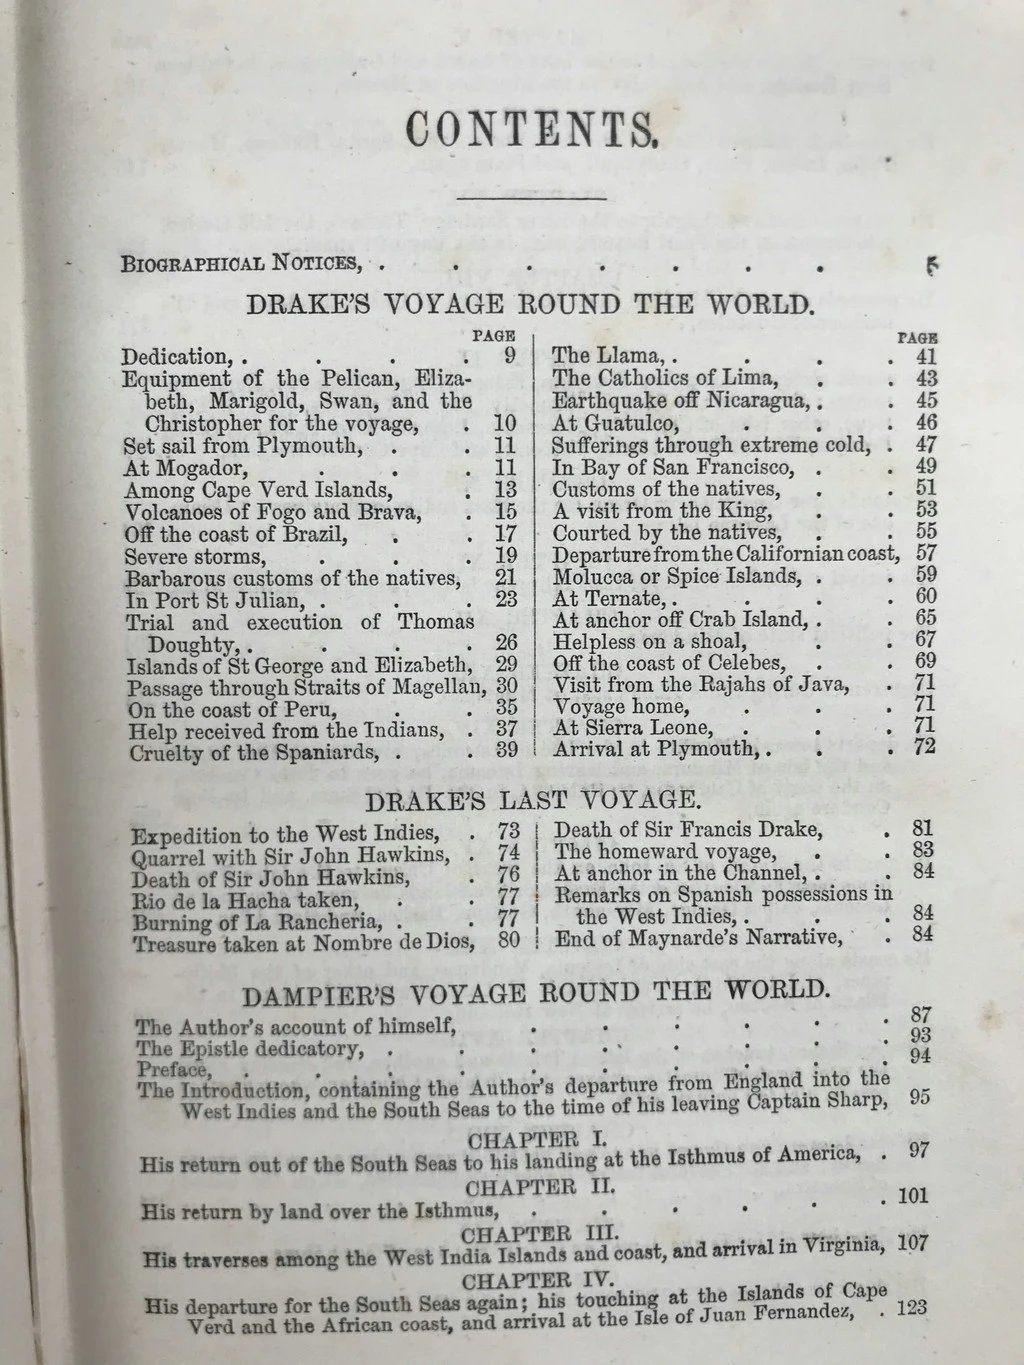 CONTENTS.
BIOGRAPHICAL NOTICES, . . . . . . . 5
DRAKE'S VOYAGE ROUND THE WORLD.
PAGE
Dedication, . . . . 9
Equipment of the Pelican, Eliza-
beth, Marigold, Swan, and the
Christopher for the voyage, . 10
Set sail from Plymouth, . . 11
At Mogador, . . . 11
Among Cape Verd Islands, . 13
Volcanoes of Fogo and Brava, . 15
Off the coast of Brazil, . . 17
Severe storms, . . . 19
Barbarous customs of the natives, 21
In Port St Julian, . . . 23
Trial and execution of Thomas
Doughty, . . . . 26
Islands of St George and Elizabeth, 29
Passage through Straits of Magellan, 30
On the coast of Peru, . . 35
Help received from the Indians, . 37
Cruelty of the Spaniards, . . 39
PAGE
The Llama, . . . . 41
The Catholics of Lima, . . 43
Earthquake off Nicaragua, . . 45
At Guatulco, . . . 46
Sufferings through extreme cold, . 47
In Bay of San Francisco, . . 49
Customs of the natives, . . 51
A visit from the King, . . 53
Courted by the natives, . . 55
Departure from the Californian coast, 57
Molucca or Spice Islands, . . 59
At Ternate, . . . . 60
At anchor off Crab Island, . . 65
Helpless on a shoal, . . 67
Off the coast of Celebes, . . 69
Visit from the Rajahs of Java, . 71
Voyage home, . . . 71
At Sierra Leone, . . . 71
Arrival at Plymouth, . . . 72
DRAKE'S LAST VOYAGE.
Expedition to the West Indies, . 73
Quarrel with Sir John Hawkins, . 74
Death of Sir John Hawkins, . 76
Rio de la Hacha taken, . . 77
Burning of La Rancheria, . . 77
Treasure taken at Nombre de Dios, 80
Death of Sir Francis Drake, . 81
The homeward voyage, . . 83
At anchor in the Channel, . . 84
Remarks on Spanish possessions in
the West Indies, . . . 84
End of Maynarde's Narrative, . 84
DAMPIER'S VOYAGE ROUND THE WORLD.
The Author's account of himself, . . . . . . 87
The Epistle dedicatory, . . . . . . . . 93
Preface, . . . . . . . . . . 94
The Introduction, containing the Author's departure from England into the
West Indies and the South Seas to the time of his leaving Captain Sharp, 95
CHAPTER I.
His return out of the South Seas to his landing at the Isthmus of America, . 97
CHAPTER II.
His return by land over the Isthmus, . . . . . . 101
CHAPTER III.
His traverses among the West India Islands and coast, and arrival in Virginia, 107
CHAPTER IV.
His departure for the South Seas again; his touching at the Islands of Cape
Verd and the African coast, and arrival at the Isle of Juan Fernandez, . 123